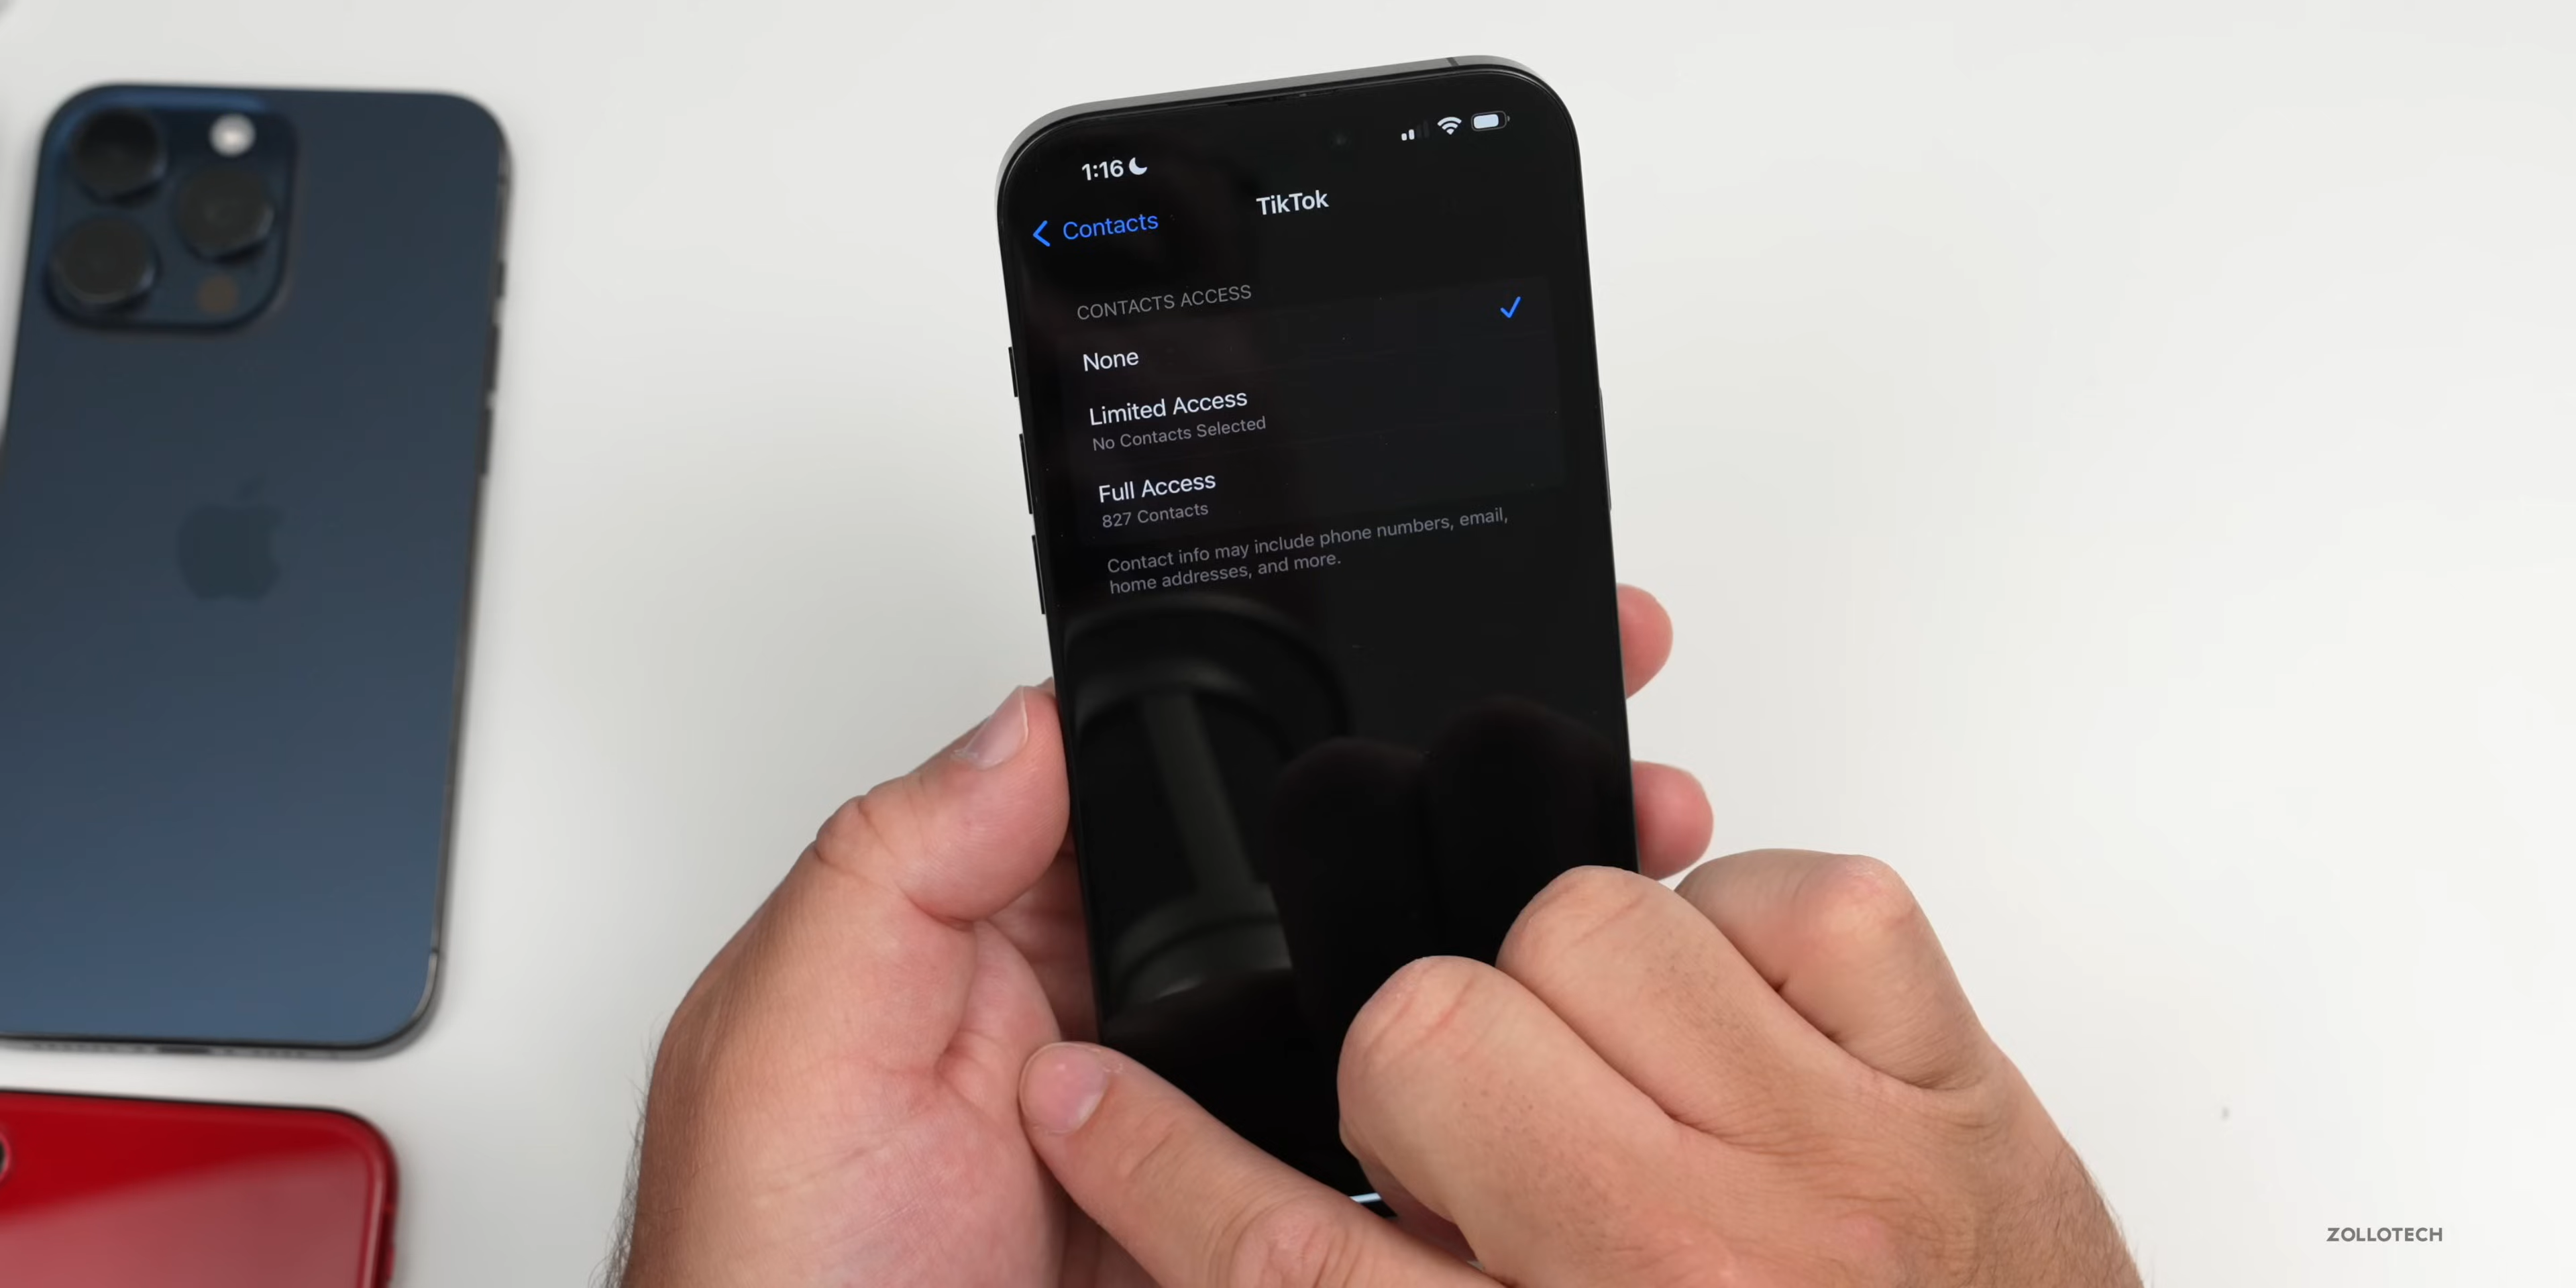 1:16
Contacts
TikTok
CONTACTS ACCESS
None
Limited Access
No Contacts Selected
Full Access
827 Contacts
Contact info may include phone numbers, email,
home addresses, and more.
ZOLLOTECH